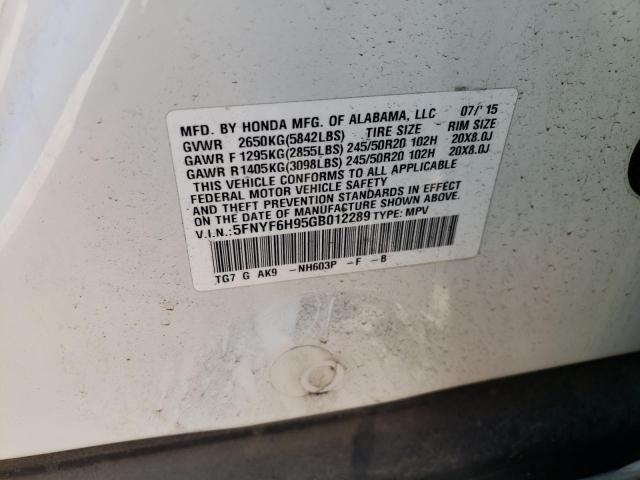 MFD. BY HONDA MFG. OF ALABAMA, LLC 07/'15
GVWR 2650KG(5842LBS) TIRE SIZE RIM SIZE
GAWR F 1295KG(2855LBS) 245/50R20 102H 20X8.0J
GAWR R 1405KG(3098LBS) 245/50R20 102H 20X8.0J
THIS VEHICLE CONFORMS TO ALL APPLICABLE
FEDERAL MOTOR VEHICLE SAFETY
AND THEFT PREVENTION STANDARDS IN EFFECT
ON THE DATE OF MANUFACTURE SHOWN ABOVE.
V.I.N.:5FNYF6H95GB012289 TYPE: MPV
TG7 G AK9 -NH603P -F -B